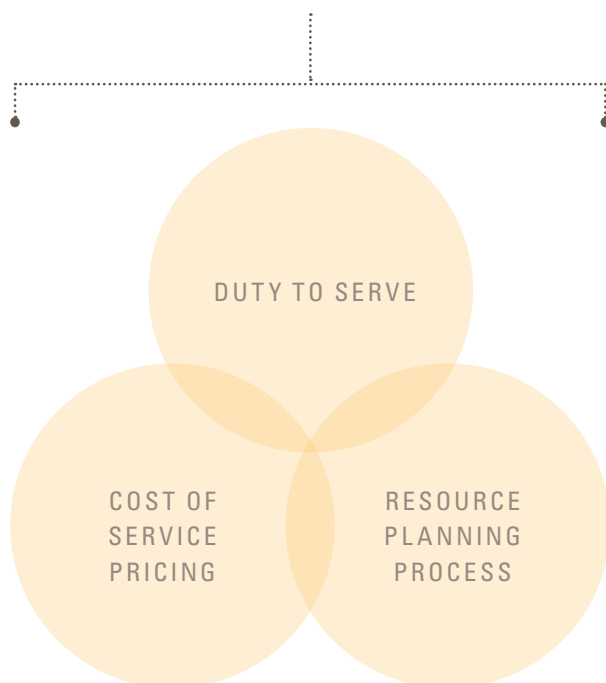 DUTY TO SERVE
COST OF
SERVICE
PRICING
RESOURCE
PLANNING
PROCESS